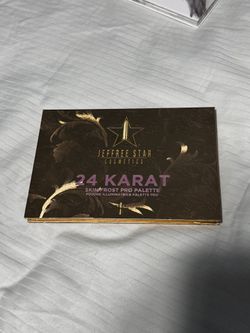 JEFFREE STAR
COSMETICS
24 KARAT
SKIN FROST PRO PALETTE
POUDRE ILLUMINATRICE PALETTE PRO